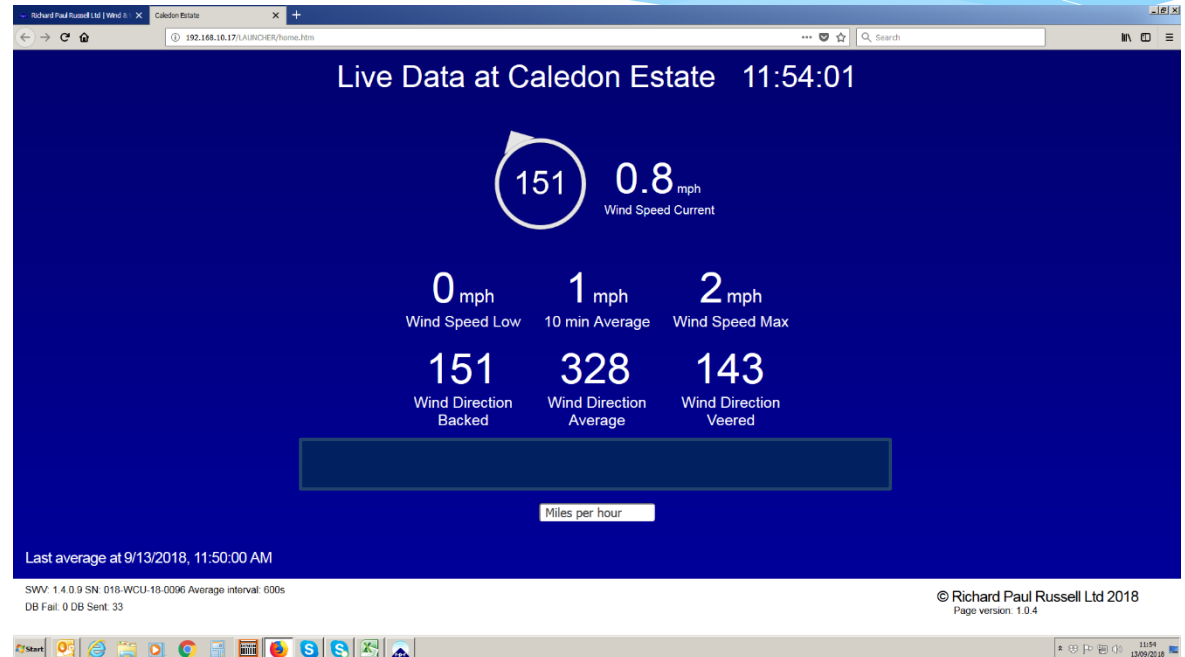 Richard Paul Russell Ltd | Wind &
Caledon Estate
192.168.10.17/LAUNCHER/home.htm
Search
Live Data at Caledon Estate 11:54:01
151
0.8 mph
Wind Speed Current
0 mph 1 mph 2 mph
Wind Speed Low 10 min Average Wind Speed Max
151 328 143
Wind Direction Wind Direction Wind Direction
Backed Average Veered
Miles per hour
Last average at 9/13/2018, 11:50:00 AM
SWV: 1.4.0.9 SN: 018-WCU-18-0096 Average interval: 600s
DB Fail: 0 DB Sent: 33
© Richard Paul Russell Ltd 2018
Page version: 1.0.4
Start
11:54
13/09/2018